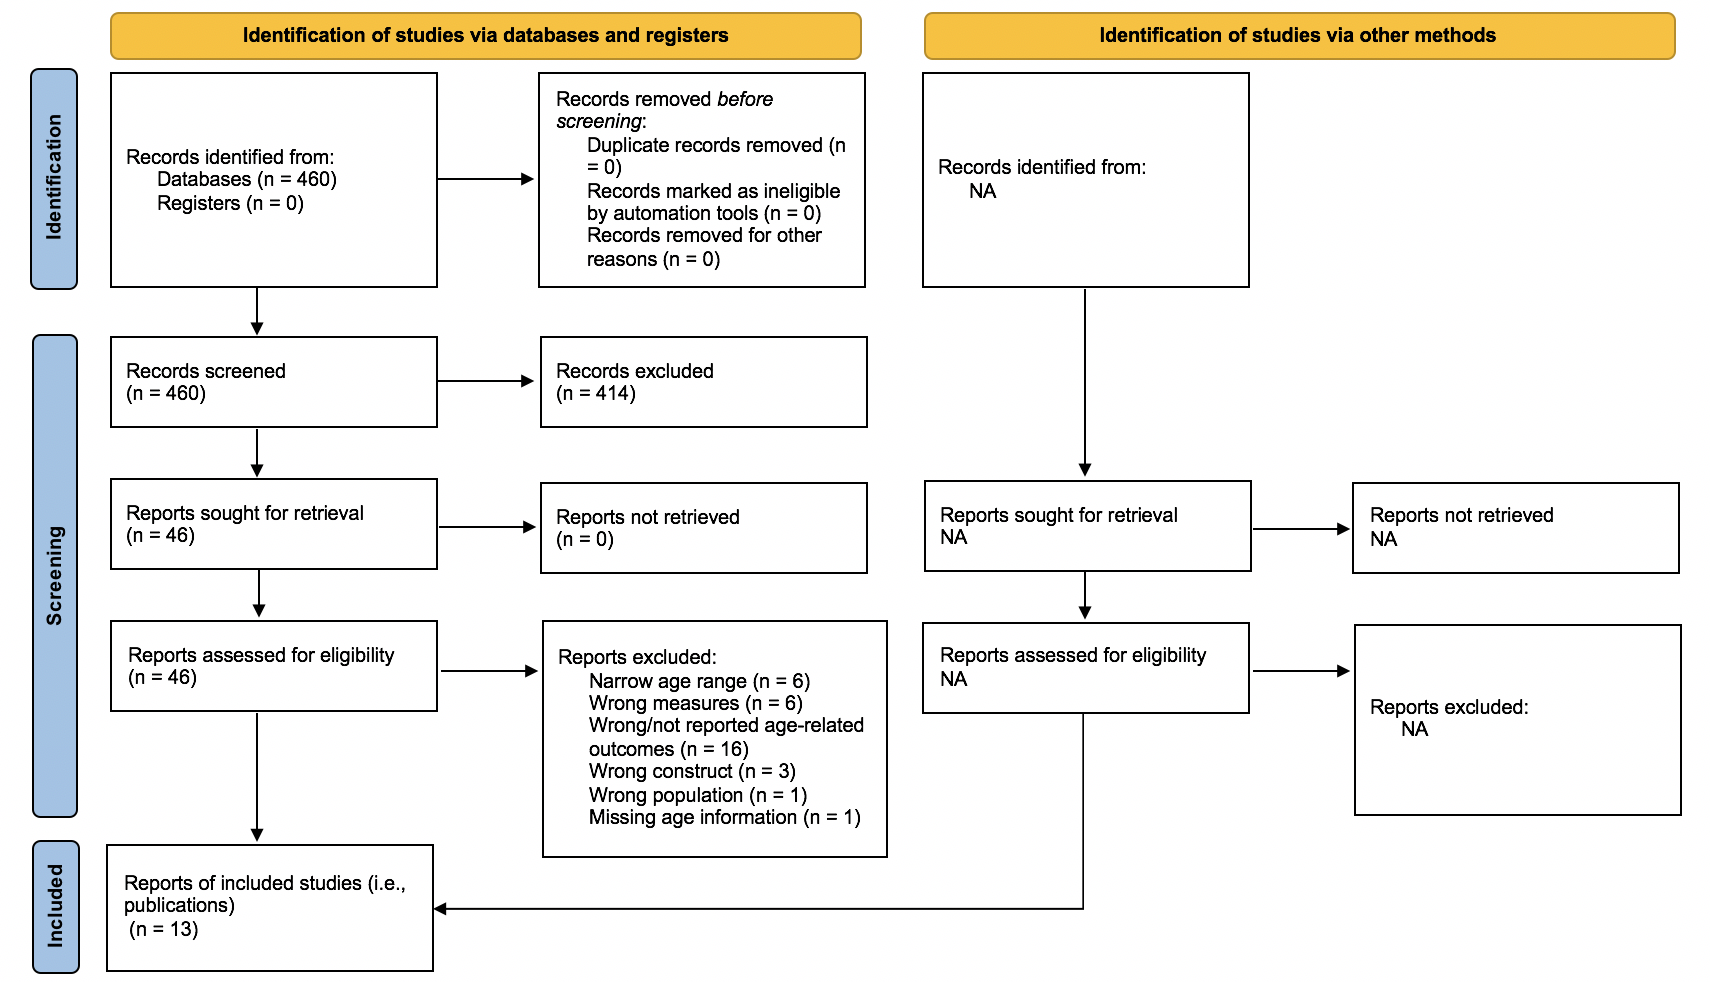 Identification of studies via databases and registers
Identification of studies via other methods
Identification
Records identified from:
Databases (n = 460)
Registers (n = 0)
Records removed before
screening:
Duplicate records removed (n
= 0)
Records marked as ineligible
by automation tools (n = 0)
Records removed for other
reasons (n = 0)
Records identified from:
NA
Screening
Records screened
(n = 460)
Records excluded
(n = 414)
Reports sought for retrieval
(n = 46)
Reports not retrieved
(n = 0)
Reports sought for retrieval
NA
Reports not retrieved
NA
Reports assessed for eligibility
(n = 46)
Reports excluded:
Narrow age range (n = 6)
Wrong measures (n = 6)
Wrong/not reported age-related
outcomes (n = 16)
Wrong construct (n = 3)
Wrong population (n = 1)
Missing age information (n = 1)
Reports assessed for eligibility
NA
Reports excluded:
NA
Included
Reports of included studies (i.e.,
publications)
(n = 13)